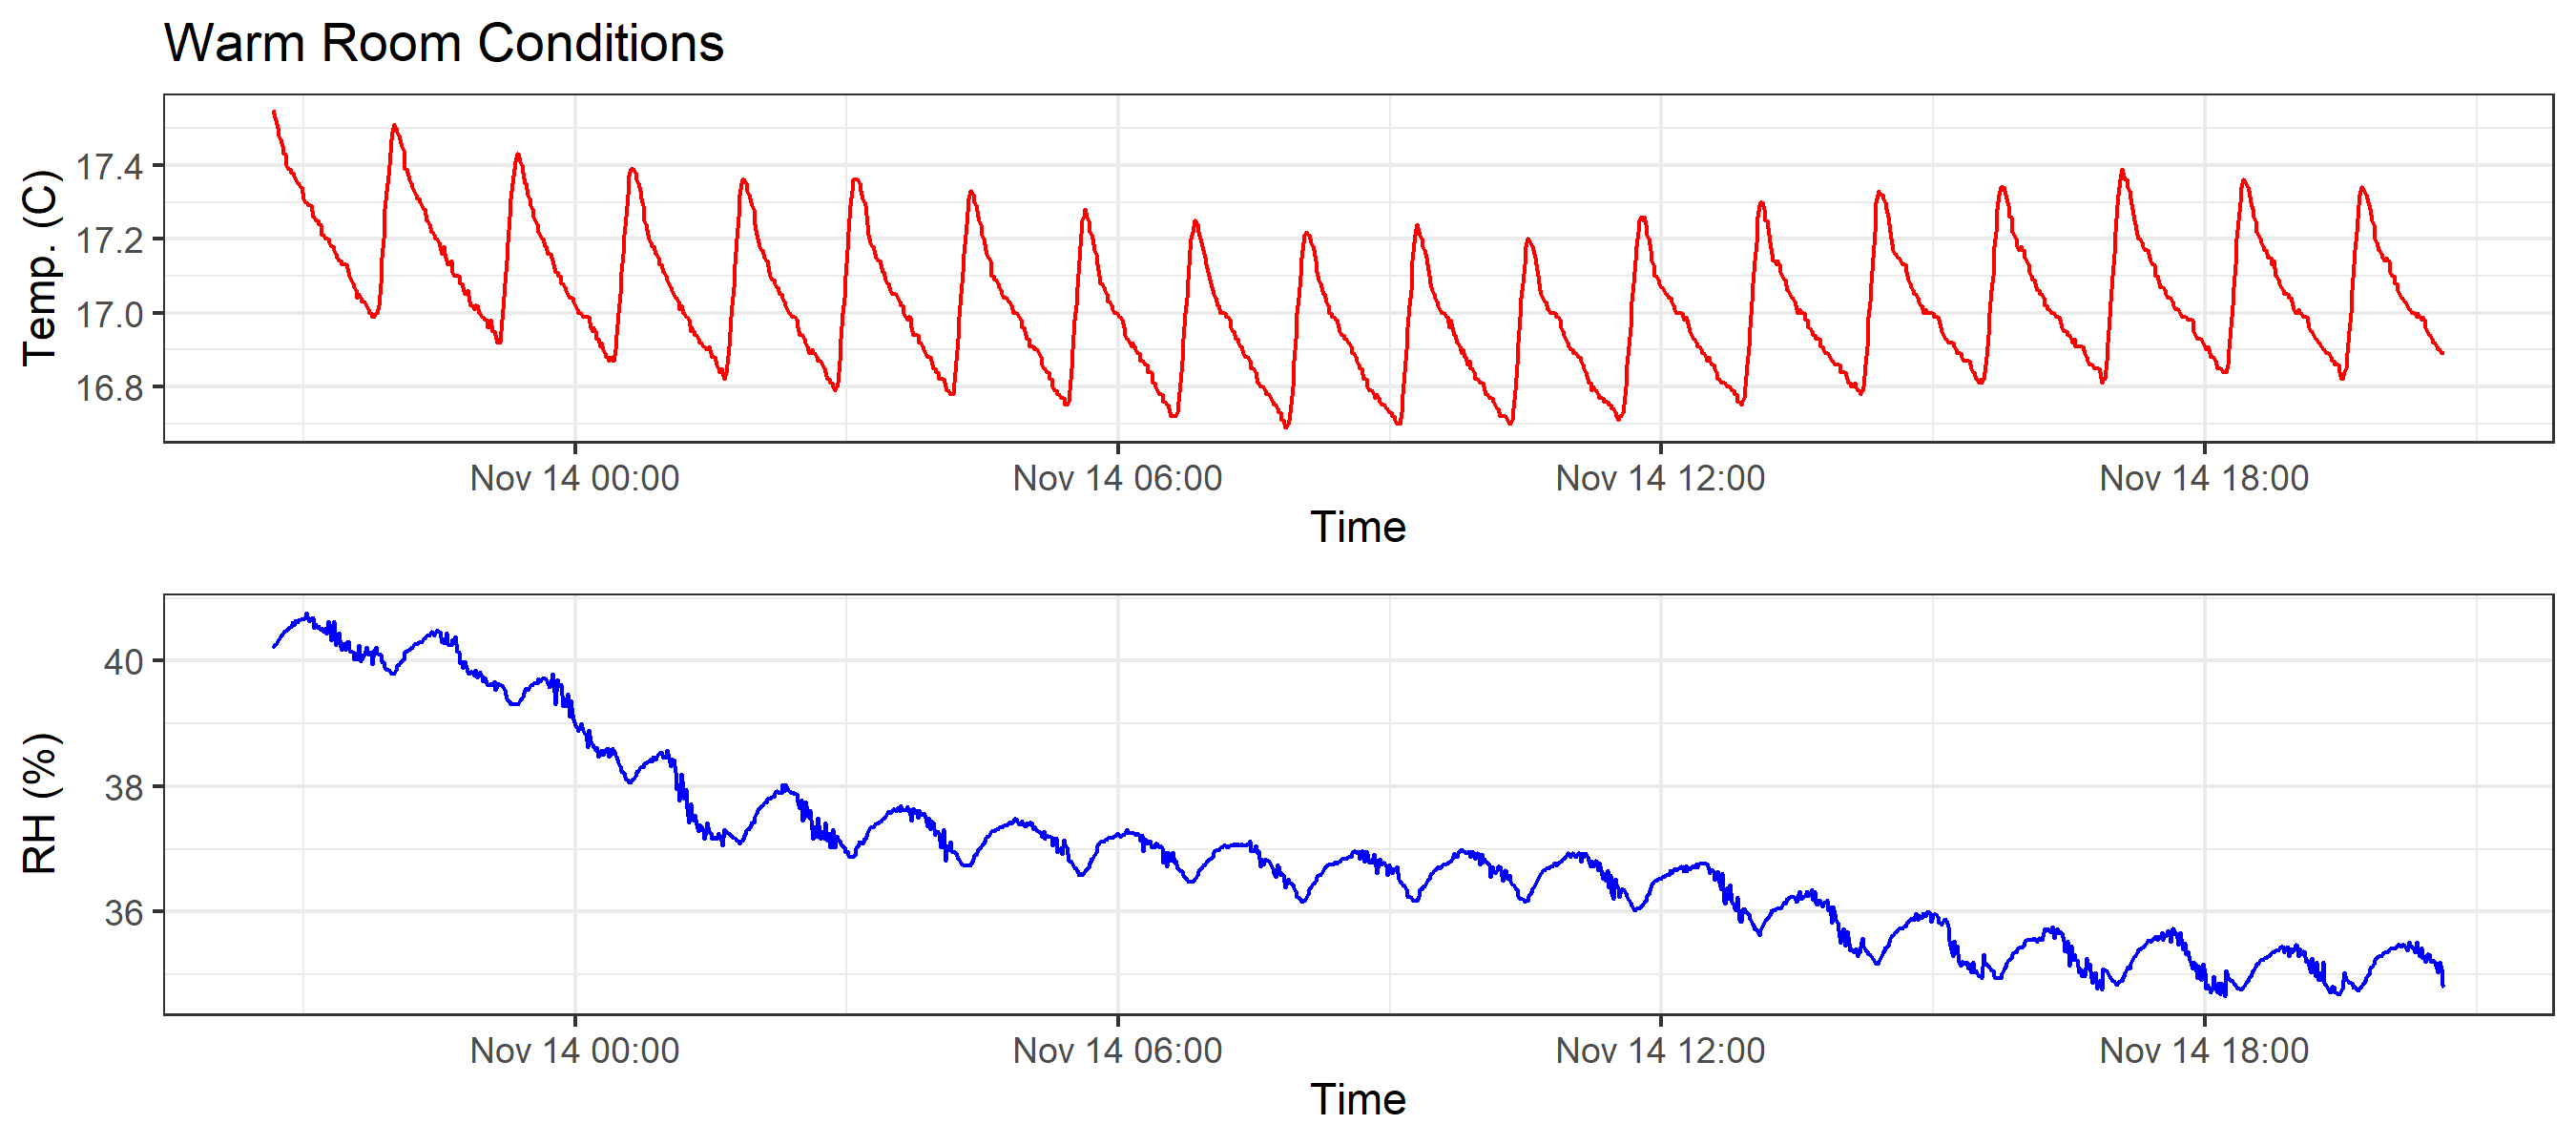 Warm Room Conditions
Temp. (C)
17.4
17.2
17.0
16.8
Nov 14 00:00 Nov 14 06:00 Nov 14 12:00 Nov 14 18:00
Time
RH (%)
40
38
36
Nov 14 00:00 Nov 14 06:00 Nov 14 12:00 Nov 14 18:00
Time